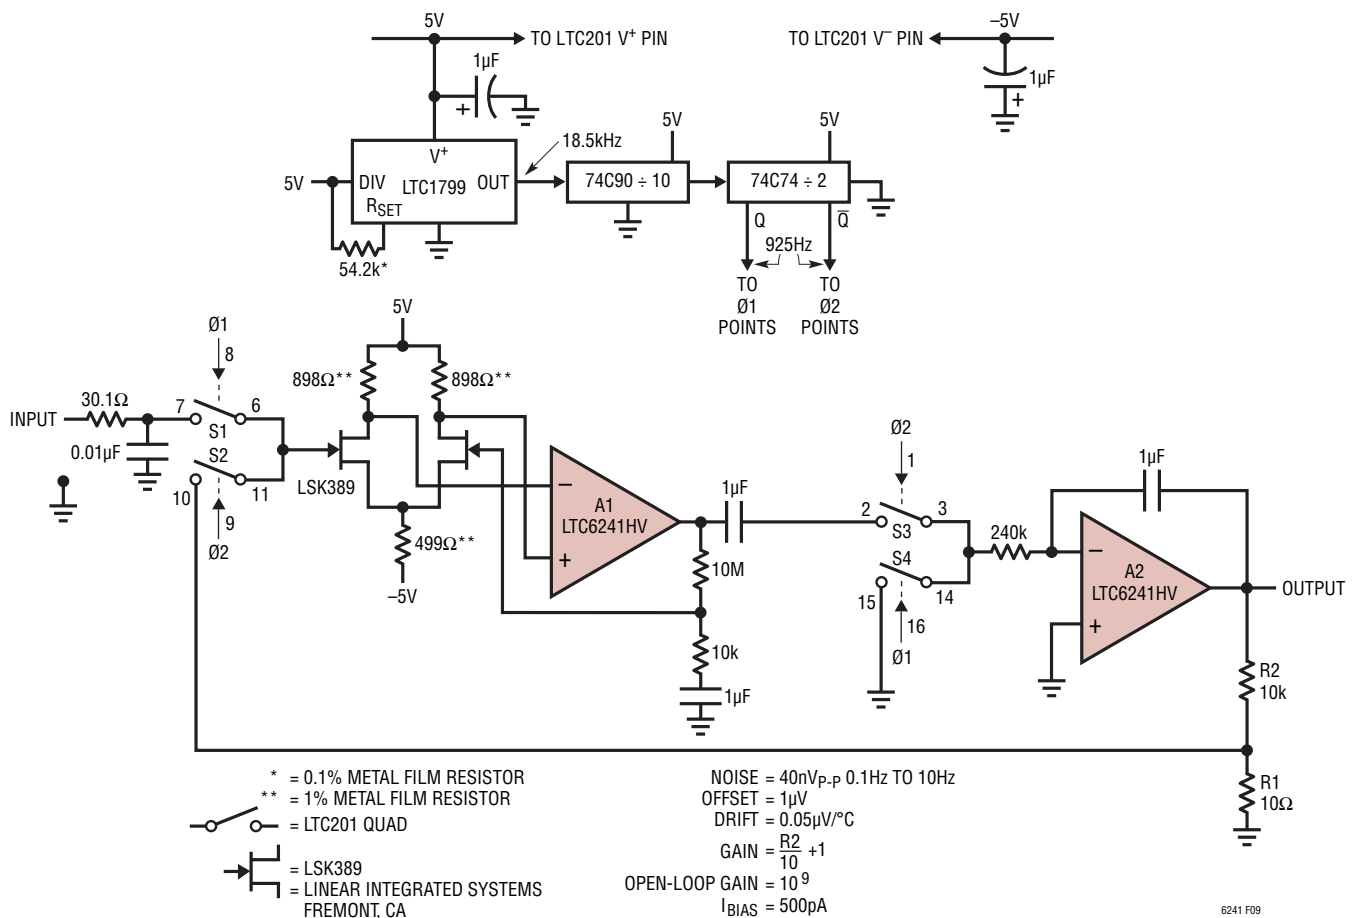 5V
TO LTC201 V+ PIN
TO LTC201 V– PIN
–5V
1µF
+
1µF
+
V+
5V
DIV
LTC1799
OUT
RSET
54.2k*
18.5kHz
5V
74C90 ÷ 10
5V
74C74 ÷ 2
Q
Q̅
925Hz
TO
Ø1
POINTS
TO
Ø2
POINTS
5V
Ø1
8
898Ω**
898Ω**
INPUT
30.1Ω
7
6
S1
0.01µF
S2
10
11
9
Ø2
LSK389
499Ω**
–5V
–
A1
LTC6241HV
+
1µF
10M
10k
1µF
Ø2
1
2
3
S3
S4
15
14
16
Ø1
240k
1µF
–
A2
LTC6241HV
+
OUTPUT
R2
10k
R1
10Ω
* = 0.1% METAL FILM RESISTOR
** = 1% METAL FILM RESISTOR
= LTC201 QUAD
= LSK389
= LINEAR INTEGRATED SYSTEMS
FREMONT, CA
NOISE = 40nVP-P 0.1Hz TO 10Hz
OFFSET = 1µV
DRIFT = 0.05µV/°C
GAIN = R2/10 +1
OPEN-LOOP GAIN = 10^9
IBIAS = 500pA
6241 F09